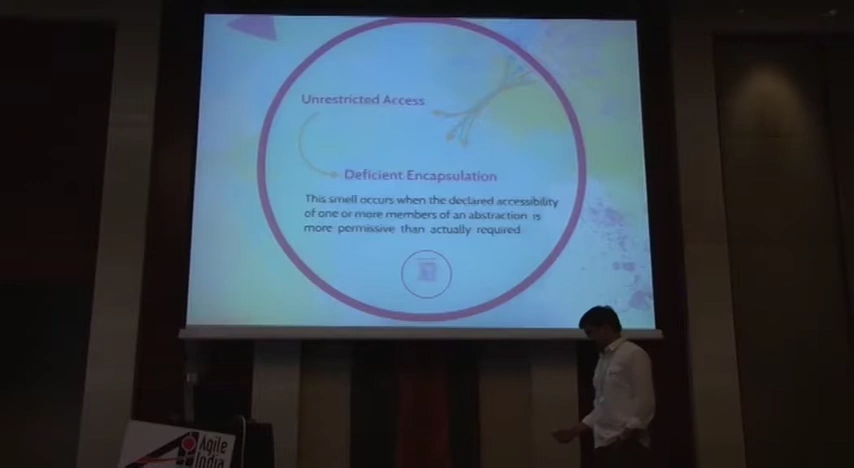 Unrestricted Access
Deficient Encapsulation
This smell occurs when the declared accessibility
of one or more members of an abstraction is
more permissive than actually required.
Agile
India